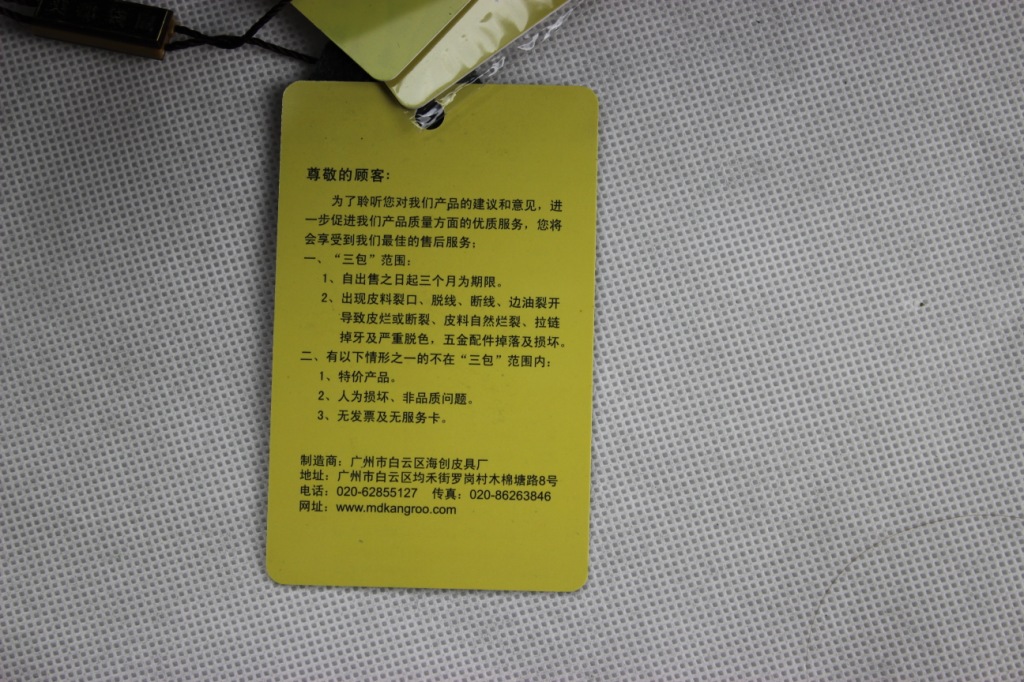 尊敬的顾客：
为了聆听您对我们产品的建议和意见，进
一步促进我们产品质量方面的优质服务，您将
会享受到我们最佳的售后服务；
一、“三包”范围：
1、自出售之日起三个月为期限。
2、出现皮料裂口、脱线、断线、边油裂开
导致皮烂或断裂、皮料自然烂裂、拉链
掉牙及严重脱色，五金配件掉落及损坏。
二、有以下情形之一的不在“三包”范围内：
1、特价产品。
2、人为损坏、非品质问题。
3、无发票及无服务卡。
制造商：广州市白云区海创皮具厂
地址：广州市白云区均禾街罗岗村木棉塘路8号
电话：020-62855127 传真：020-86263846
网址：www.mdkangroo.com